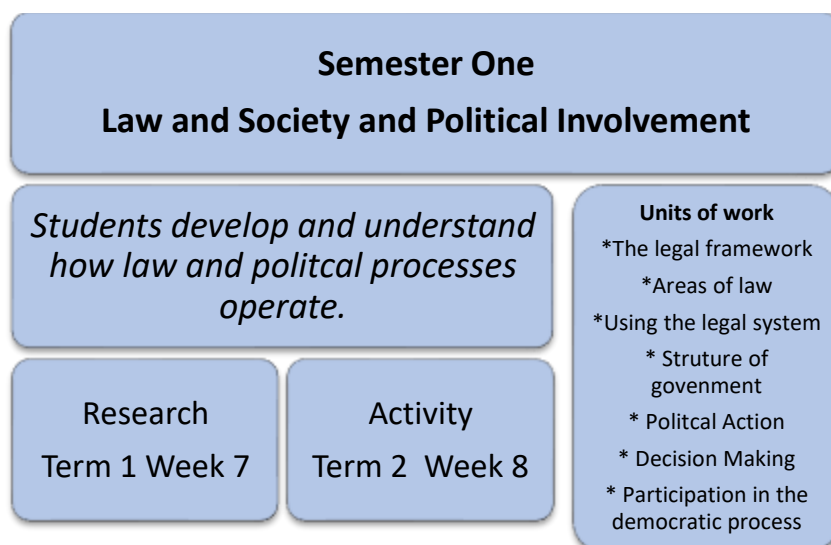 Semester One
Law and Society and Political Involvement
Students develop and understand
how law and politcal processes
operate.
Research
Term 1 Week 7
Activity
Term 2 Week 8
Units of work
*The legal framework
*Areas of law
*Using the legal system
* Struture of
govenment
* Politcal Action
* Decision Making
* Participation in the
democratic process